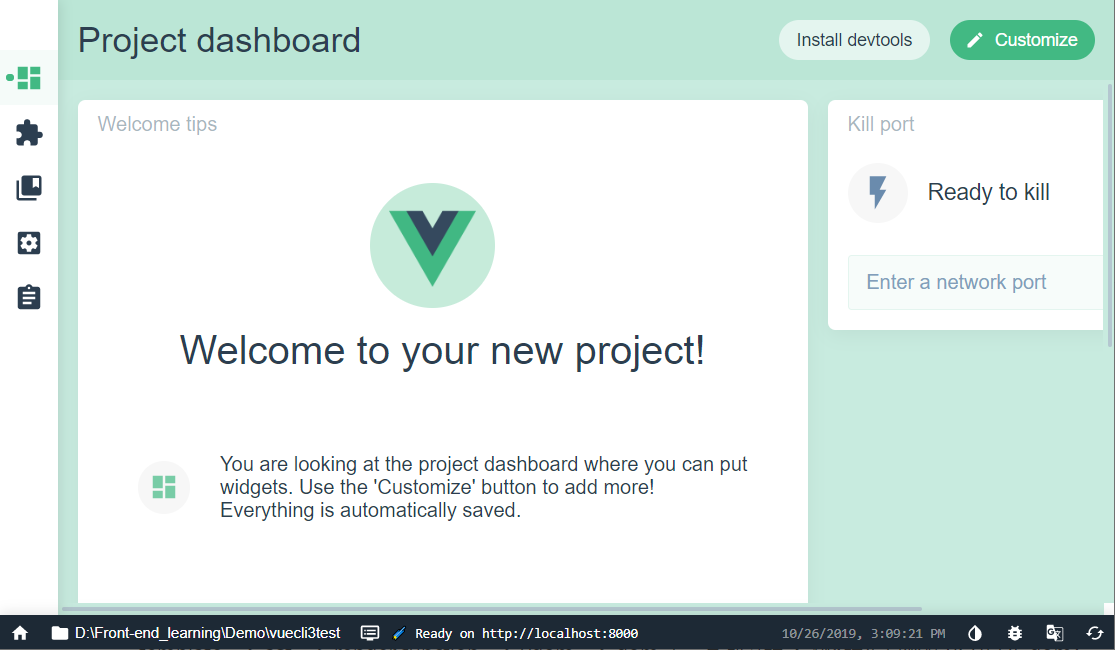 Project dashboard
Install devtools
Customize
Welcome tips
Kill port
Ready to kill
Enter a network port
Welcome to your new project!
You are looking at the project dashboard where you can put
widgets. Use the 'Customize' button to add more!
Everything is automatically saved.
D:\Front-end_learning\Demo\vuecli3test
Ready on http://localhost:8000
10/26/2019, 3:09:21 PM